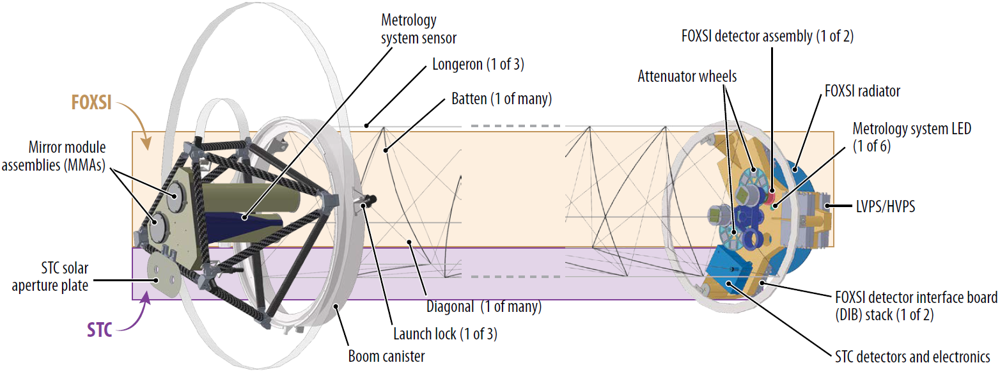 Metrology
system sensor
Longeron (1 of 3)
Batten (1 of many)
FOXSI detector assembly (1 of 2)
Attenuator wheels
FOXSI radiator
FOXSI
Mirror module
assemblies (MMAs)
Metrology system LED
(1 of 6)
LVPS/HVPS
STC solar
aperture plate
STC
Diagonal (1 of many)
Launch lock (1 of 3)
Boom canister
FOXSI detector interface board
(DIB) stack (1 of 2)
STC detectors and electronics